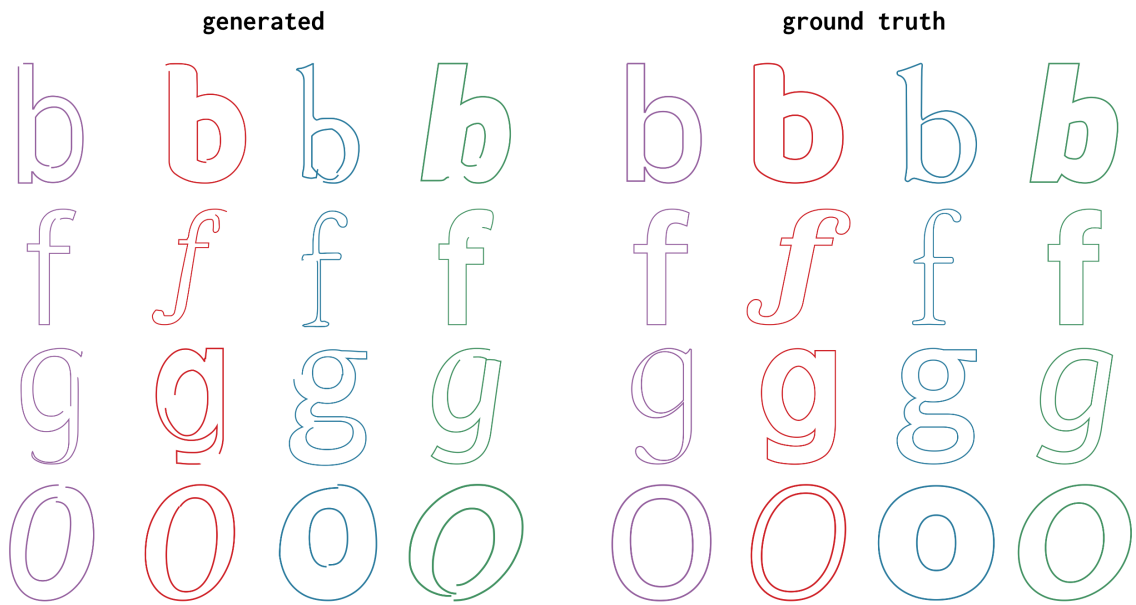 generated ground truth
b b b b b b b b
f f f f f f f f
g g g g g g g g
o o o o o o o o